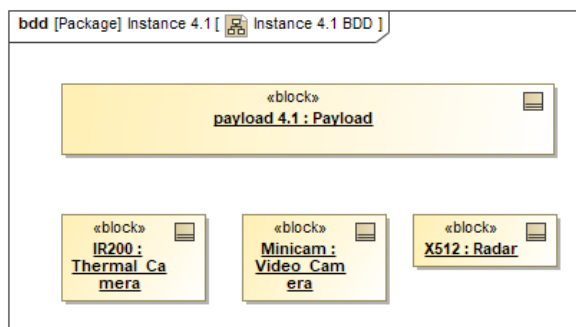 bdd [Package] Instance 4.1 [ Instance 4.1 BDD ]
«block»
payload 4.1 : Payload
«block»
IR200 :
Thermal_Ca
mera
«block»
Minicam :
Video_Cam
era
«block»
X512 : Radar